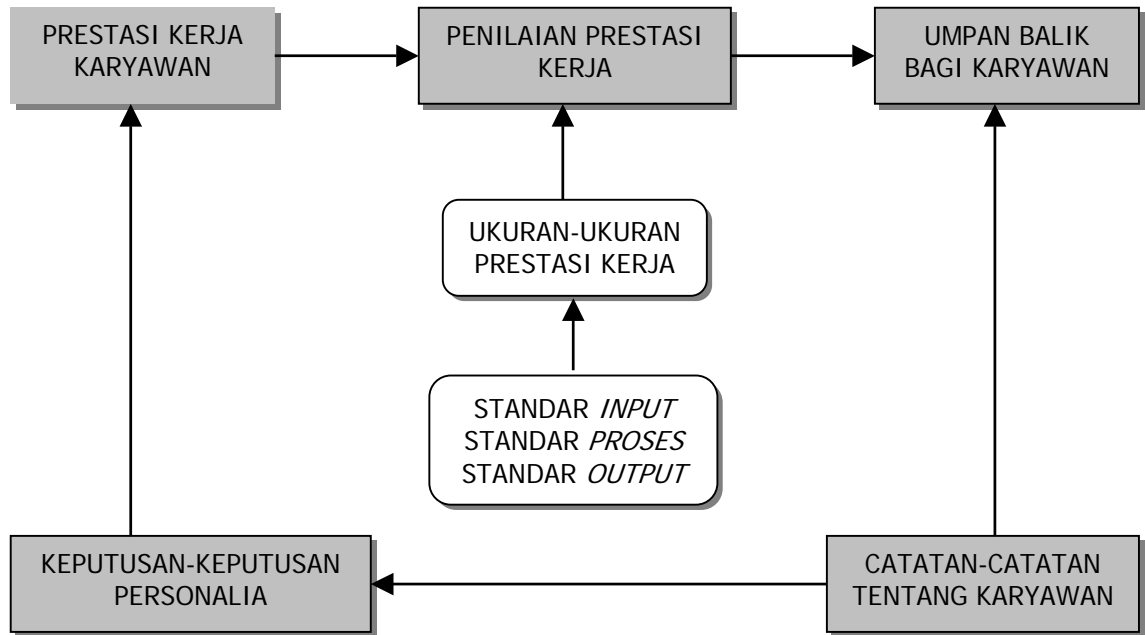 PRESTASI KERJA
KARYAWAN
PENILAIAN PRESTASI
KERJA
UMPAN BALIK
BAGI KARYAWAN
UKURAN-UKURAN
PRESTASI KERJA
STANDAR INPUT
STANDAR PROSES
STANDAR OUTPUT
KEPUTUSAN-KEPUTUSAN
PERSONALIA
CATATAN-CATATAN
TENTANG KARYAWAN